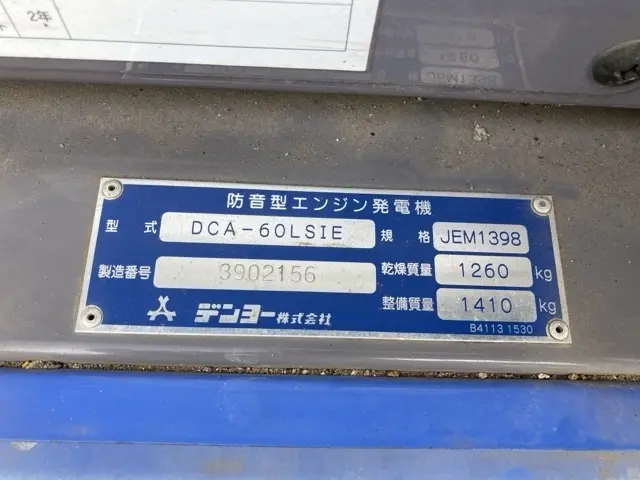 2年
防音型エンジン発電機
型式 DCA-60LSIE 規格 JEM1398
製造番号 3902156 乾燥質量 1260 kg
デンヨー株式会社 整備質量 1410 kg
B4113 1530